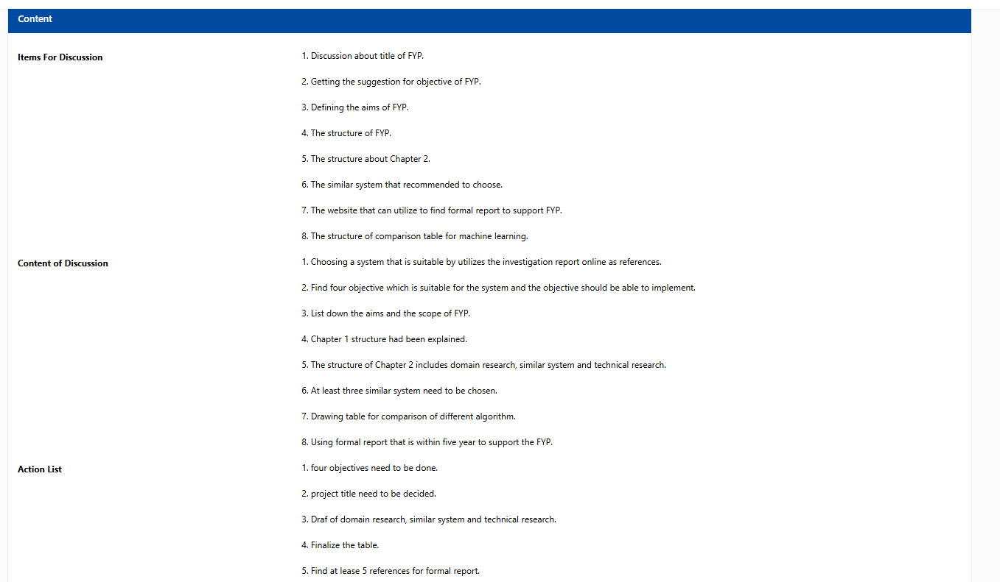 Content
Items For Discussion
1. Discussion about title of FYP.
2. Getting the suggestion for objective of FYP.
3. Defining the aims of FYP.
4. The structure of FYP.
5. The structure about Chapter 2.
6. The similar system that recommended to choose.
7. The website that can utilize to find formal report to support FYP.
8. The structure of comparison table for machine learning.
Content of Discussion
1. Choosing a system that is suitable by utilizes the investigation report online as references.
2. Find four objective which is suitable for the system and the objective should be able to implement.
3. List down the aims and the scope of FYP.
4. Chapter 1 structure had been explained.
5. The structure of Chapter 2 includes domain research, similar system and technical research.
6. At least three similar system need to be chosen.
7. Drawing table for comparison of different algorithm.
8. Using formal report that is within five year to support the FYP.
Action List
1. four objectives need to be done.
2. project title need to be decided.
3. Draf of domain research, similar system and technical research.
4. Finalize the table.
5. Find at lease 5 references for formal report.